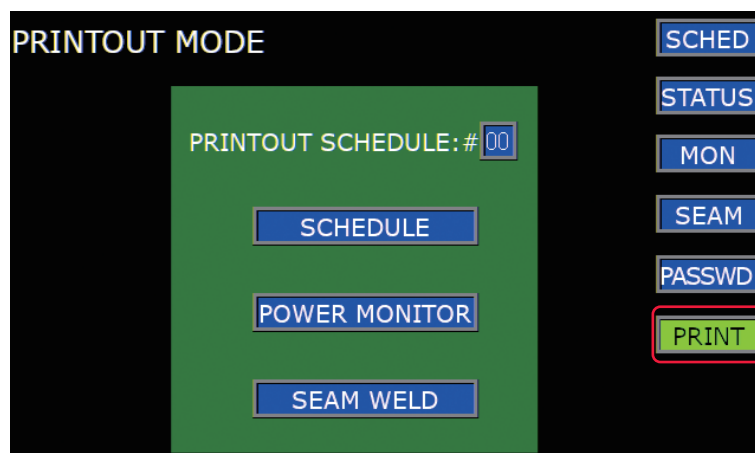 PRINTOUT MODE
PRINTOUT SCHEDULE:#00
SCHEDULE
POWER MONITOR
SEAM WELD
SCHED
STATUS
MON
SEAM
PASSWD
PRINT